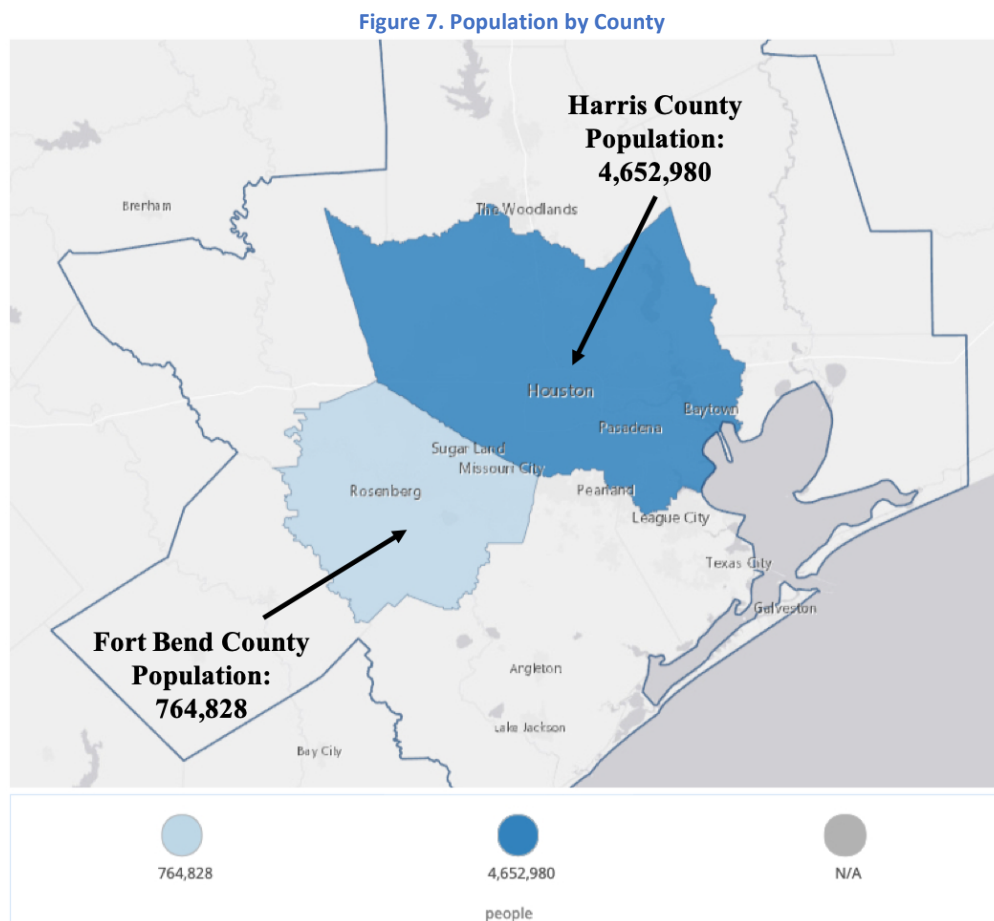 Figure 7. Population by County
Harris County
Population:
4,652,980
Brenham
The Woodlands
Houston
Baytown
Pasadena
Sugar Land
Missouri City
Rosenberg
Pearland
League City
Texas City
Galveston
Fort Bend County
Population:
764,828
Angleton
Lake Jackson
Bay City
764,828
4,652,980
N/A
people